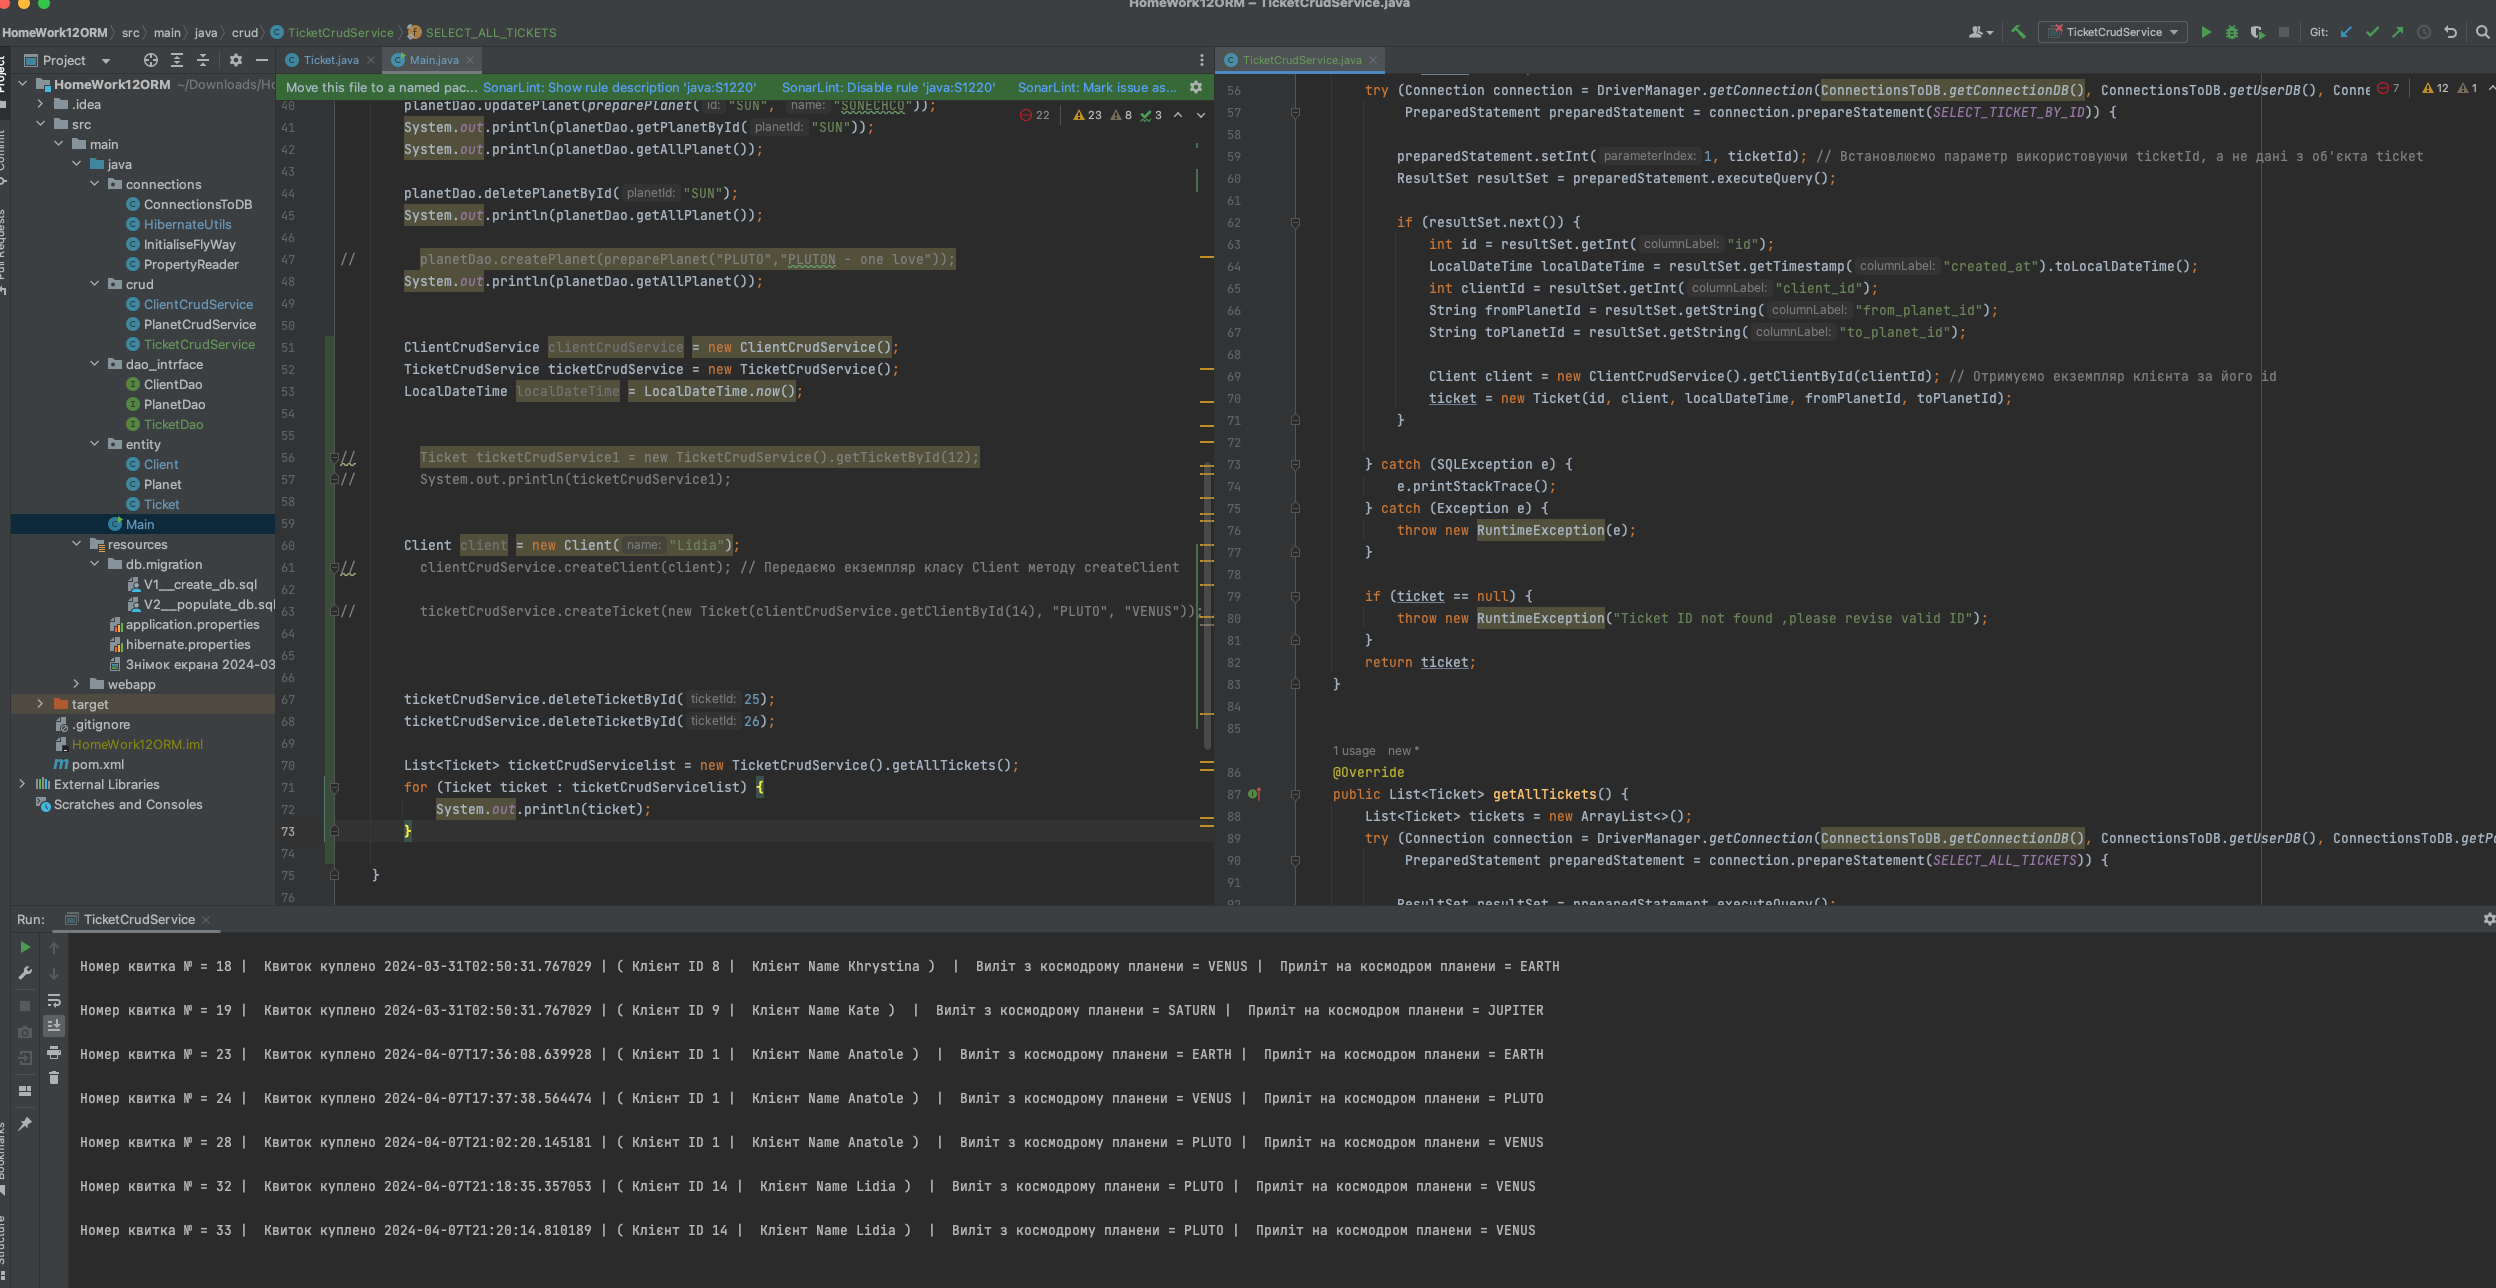 HomeWork12ORM – TicketCrudService.java
HomeWork12ORM src main java crud TicketCrudService SELECT_ALL_TICKETS
TicketCrudService Git:
Project
HomeWork12ORM ~/Downloads/
.idea
src
main
java
connections
ConnectionsToDB
HibernateUtils
InitialiseFlyWay
PropertyReader
crud
ClientCrudService
PlanetCrudService
TicketCrudService
dao_intrface
ClientDao
PlanetDao
TicketDao
entity
Client
Planet
Ticket
Main
resources
db.migration
V1__create_db.sql
V2__populate_db.sql
application.properties
hibernate.properties
Знімок екрана 2024-03
webapp
target
.gitignore
HomeWork12ORM.iml
pom.xml
External Libraries
Scratches and Consoles
Ticket.java Main.java
Move this file to a named pac... SonarLint: Show rule description 'java:S1220' SonarLint: Disable rule 'java:S1220' SonarLint: Mark issue as...
22 23 8 3
40 planetDao.updatePlanet(preparePlanet( id: "SUN", name: "SONECHCO"));
41 System.out.println(planetDao.getPlanetById( planetId: "SUN"));
42 System.out.println(planetDao.getAllPlanet());
43
44 planetDao.deletePlanetById( planetId: "SUN");
45 System.out.println(planetDao.getAllPlanet());
46
47 // planetDao.createPlanet(preparePlanet("PLUTO","PLUTON - one love"));
48 System.out.println(planetDao.getAllPlanet());
49
50
51 ClientCrudService clientCrudService = new ClientCrudService();
52 TicketCrudService ticketCrudService = new TicketCrudService();
53 LocalDateTime localDateTime = LocalDateTime.now();
54
55
56 // Ticket ticketCrudService1 = new TicketCrudService().getTicketById(12);
57 // System.out.println(ticketCrudService1);
58
59
60 Client client = new Client( name: "Lidia");
61 // clientCrudService.createClient(client); // Передаємо екземпляр класу Client методу createClient
62
63 // ticketCrudService.createTicket(new Ticket(clientCrudService.getClientById(14), "PLUTO", "VENUS"));
64
65
66
67 ticketCrudService.deleteTicketById( ticketId: 25);
68 ticketCrudService.deleteTicketById( ticketId: 26);
69
70 List<Ticket> ticketCrudServicelist = new TicketCrudService().getAllTickets();
71 for (Ticket ticket : ticketCrudServicelist) {
72 System.out.println(ticket);
73 }
74
75 }
76
TicketCrudService.java
7 12 1
56 try (Connection connection = DriverManager.getConnection(ConnectionsToDB.getConnectionDB(), ConnectionsToDB.getUserDB(), Conne
57 PreparedStatement preparedStatement = connection.prepareStatement(SELECT_TICKET_BY_ID)) {
58
59 preparedStatement.setInt( parameterIndex: 1, ticketId); // Встановлюємо параметр використовуючи ticketId, а не дані з об'єкта ticket
60 ResultSet resultSet = preparedStatement.executeQuery();
61
62 if (resultSet.next()) {
63 int id = resultSet.getInt( columnLabel: "id");
64 LocalDateTime localDateTime = resultSet.getTimestamp( columnLabel: "created_at").toLocalDateTime();
65 int clientId = resultSet.getInt( columnLabel: "client_id");
66 String fromPlanetId = resultSet.getString( columnLabel: "from_planet_id");
67 String toPlanetId = resultSet.getString( columnLabel: "to_planet_id");
68
69 Client client = new ClientCrudService().getClientById(clientId); // Отримуємо екземпляр клієнта за його id
70 ticket = new Ticket(id, client, localDateTime, fromPlanetId, toPlanetId);
71 }
72
73 } catch (SQLException e) {
74 e.printStackTrace();
75 } catch (Exception e) {
76 throw new RuntimeException(e);
77 }
78
79 if (ticket == null) {
80 throw new RuntimeException("Ticket ID not found ,please revise valid ID");
81 }
82 return ticket;
83 }
84
85
1 usage new *
86 @Override
87 public List<Ticket> getAllTickets() {
88 List<Ticket> tickets = new ArrayList<>();
89 try (Connection connection = DriverManager.getConnection(ConnectionsToDB.getConnectionDB(), ConnectionsToDB.getUserDB(), ConnectionsToDB.getPa
90 PreparedStatement preparedStatement = connection.prepareStatement(SELECT_ALL_TICKETS)) {
91
92 ResultSet resultSet = preparedStatement.executeQuery();
Run: TicketCrudService
Номер квитка № = 18 | Квиток куплено 2024-03-31T02:50:31.767029 | ( Клієнт ID 8 | Клієнт Name Khrystina ) | Виліт з космодрому планени = VENUS | Приліт на космодром планени = EARTH
Номер квитка № = 19 | Квиток куплено 2024-03-31T02:50:31.767029 | ( Клієнт ID 9 | Клієнт Name Kate ) | Виліт з космодрому планени = SATURN | Приліт на космодром планени = JUPITER
Номер квитка № = 23 | Квиток куплено 2024-04-07T17:36:08.639928 | ( Клієнт ID 1 | Клієнт Name Anatole ) | Виліт з космодрому планени = EARTH | Приліт на космодром планени = EARTH
Номер квитка № = 24 | Квиток куплено 2024-04-07T17:37:38.564474 | ( Клієнт ID 1 | Клієнт Name Anatole ) | Виліт з космодрому планени = VENUS | Приліт на космодром планени = PLUTO
Номер квитка № = 28 | Квиток куплено 2024-04-07T21:02:20.145181 | ( Клієнт ID 1 | Клієнт Name Anatole ) | Виліт з космодрому планени = PLUTO | Приліт на космодром планени = VENUS
Номер квитка № = 32 | Квиток куплено 2024-04-07T21:18:35.357053 | ( Клієнт ID 14 | Клієнт Name Lidia ) | Виліт з космодрому планени = PLUTO | Приліт на космодром планени = VENUS
Номер квитка № = 33 | Квиток куплено 2024-04-07T21:20:14.810189 | ( Клієнт ID 14 | Клієнт Name Lidia ) | Виліт з космодрому планени = PLUTO | Приліт на космодром планени = VENUS